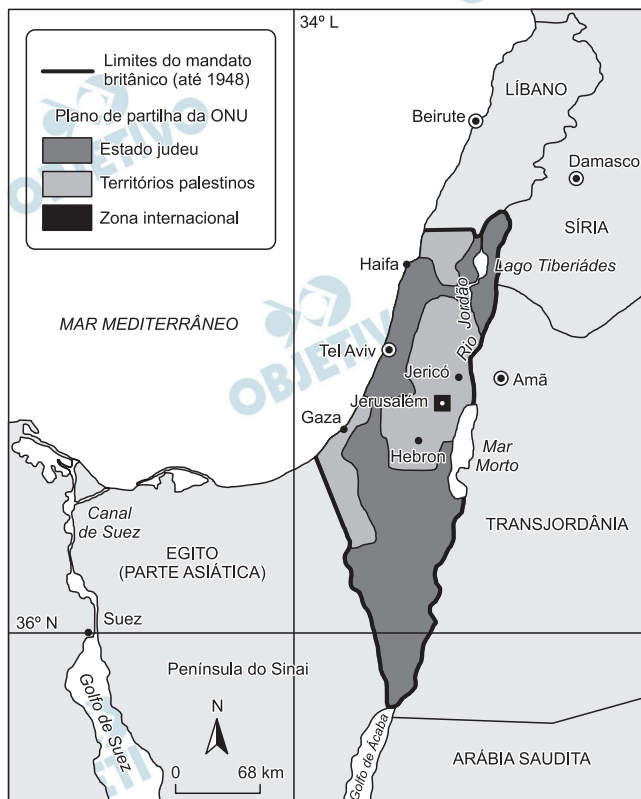 34º L
Limites do mandato
britânico (até 1948)
Plano de partilha da ONU
Estado judeu
Territórios palestinos
Zona internacional
LÍBANO
Beirute
Damasco
SÍRIA
Haifa
Lago Tiberíades
Rio Jordão
MAR MEDITERRÂNEO
Tel Aviv
Jericó
Amã
Jerusalém
Gaza
Hebron
Mar
Morto
Canal
de Suez
EGITO
(PARTE ASIÁTICA)
TRANSJORDÂNIA
36º N
Suez
Península do Sinai
Golfo de Suez
N
0 68 km
Golfo de Ácaba
ARÁBIA SAUDITA
OBJETIVO
OBJETIVO
ETI